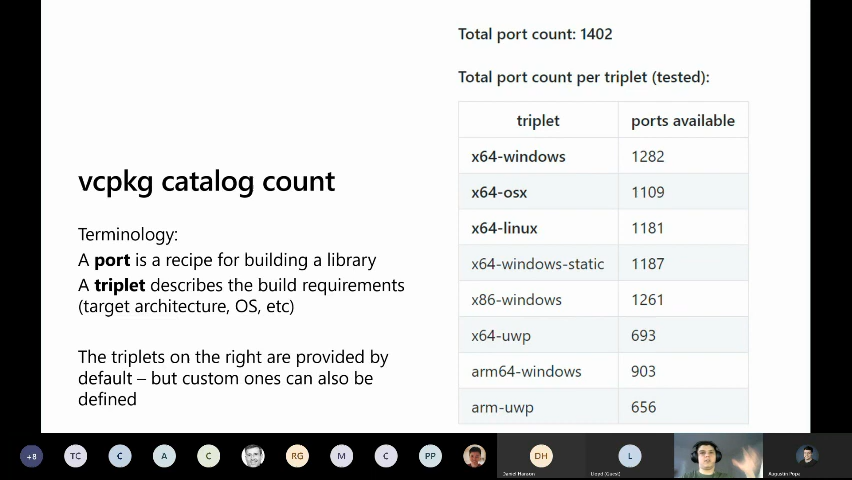 Total port count: 1402
Total port count per triplet (tested):
triplet ports available
x64-windows 1282
x64-osx 1109
x64-linux 1181
x64-windows-static 1187
x86-windows 1261
x64-uwp 693
arm64-windows 903
arm-uwp 656
vcpkg catalog count
Terminology:
A port is a recipe for building a library
A triplet describes the build requirements
(target architecture, OS, etc)
The triplets on the right are provided by
default – but custom ones can also be
defined
+8 TC C A C RG M C PP DH L
Lloyd (Guest) Augustin Popa